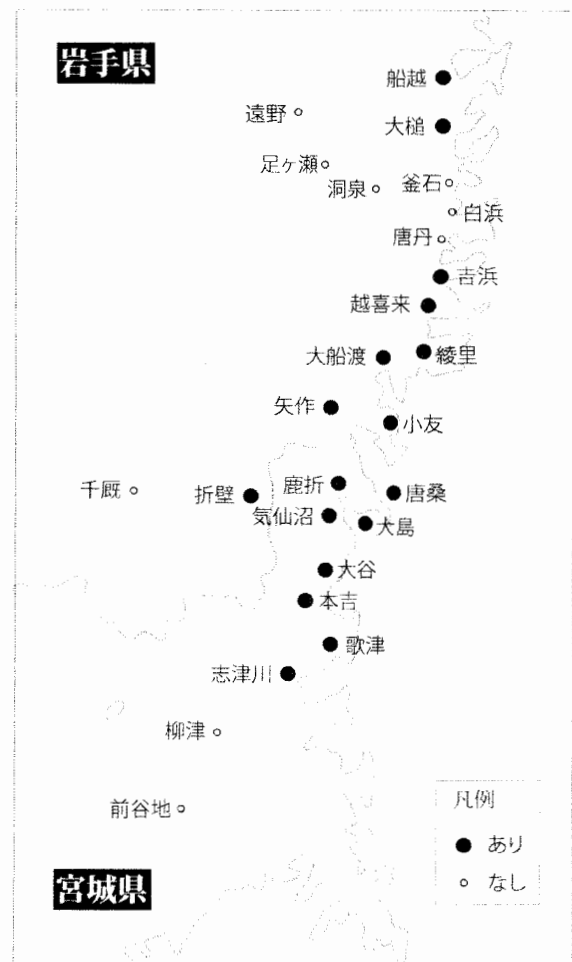 岩手県
船越
遠野
大槌
足ヶ瀬
洞泉
釜石
白浜
唐丹
吉浜
越喜来
大船渡
綾里
矢作
小友
千厩
折壁
鹿折
唐桑
気仙沼
大島
大谷
本吉
歌津
志津川
柳津
前谷地
凡例
あり
なし
宮城県